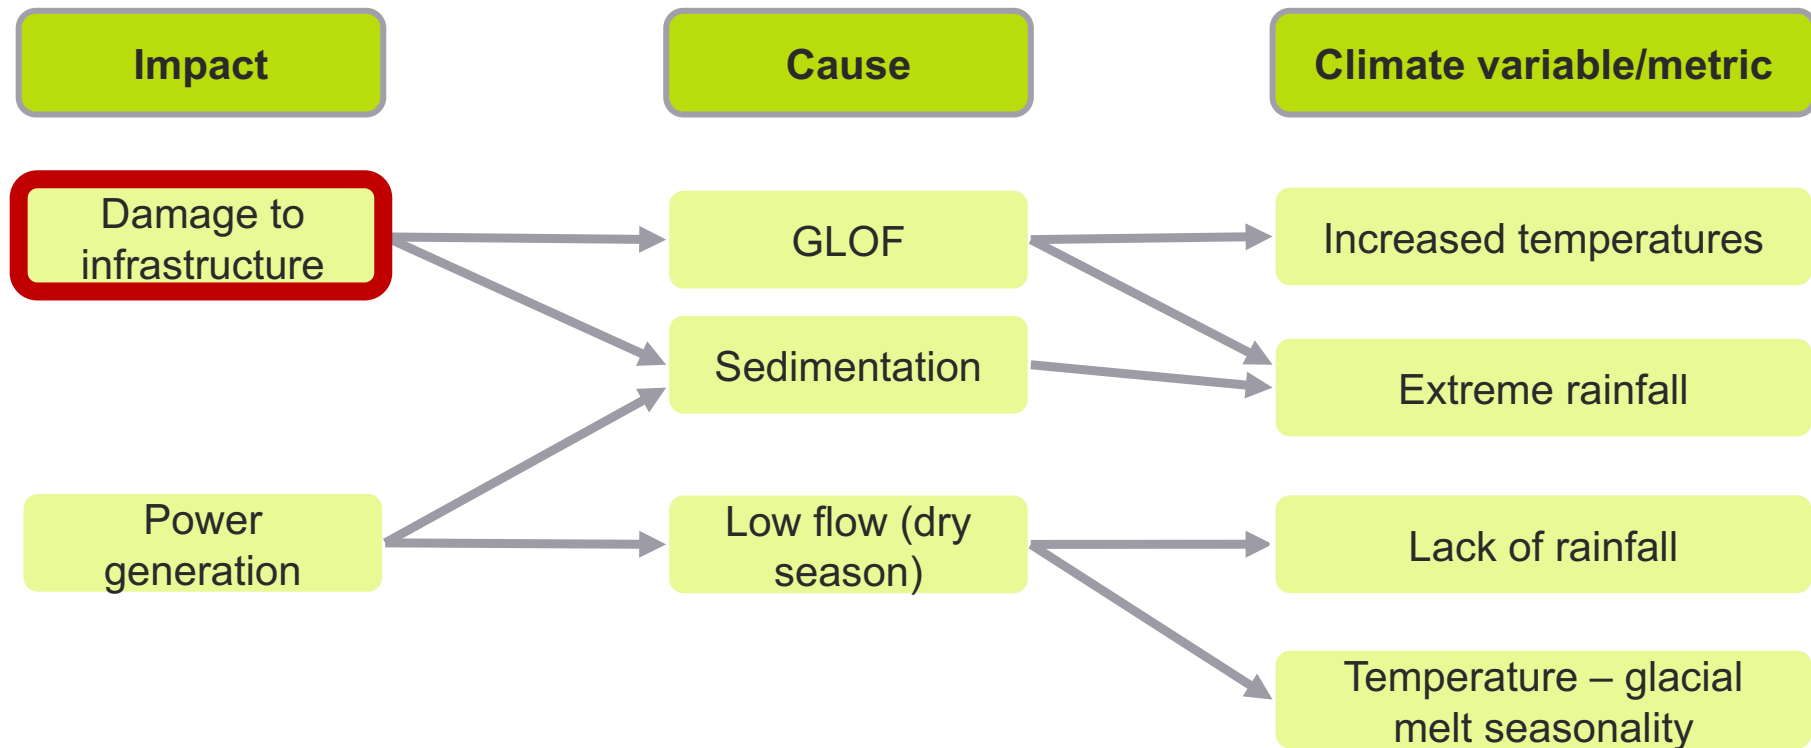 Impact
Cause
Climate variable/metric
Damage to
infrastructure
GLOF
Increased temperatures
Sedimentation
Extreme rainfall
Power
generation
Low flow (dry
season)
Lack of rainfall
Temperature – glacial
melt seasonality